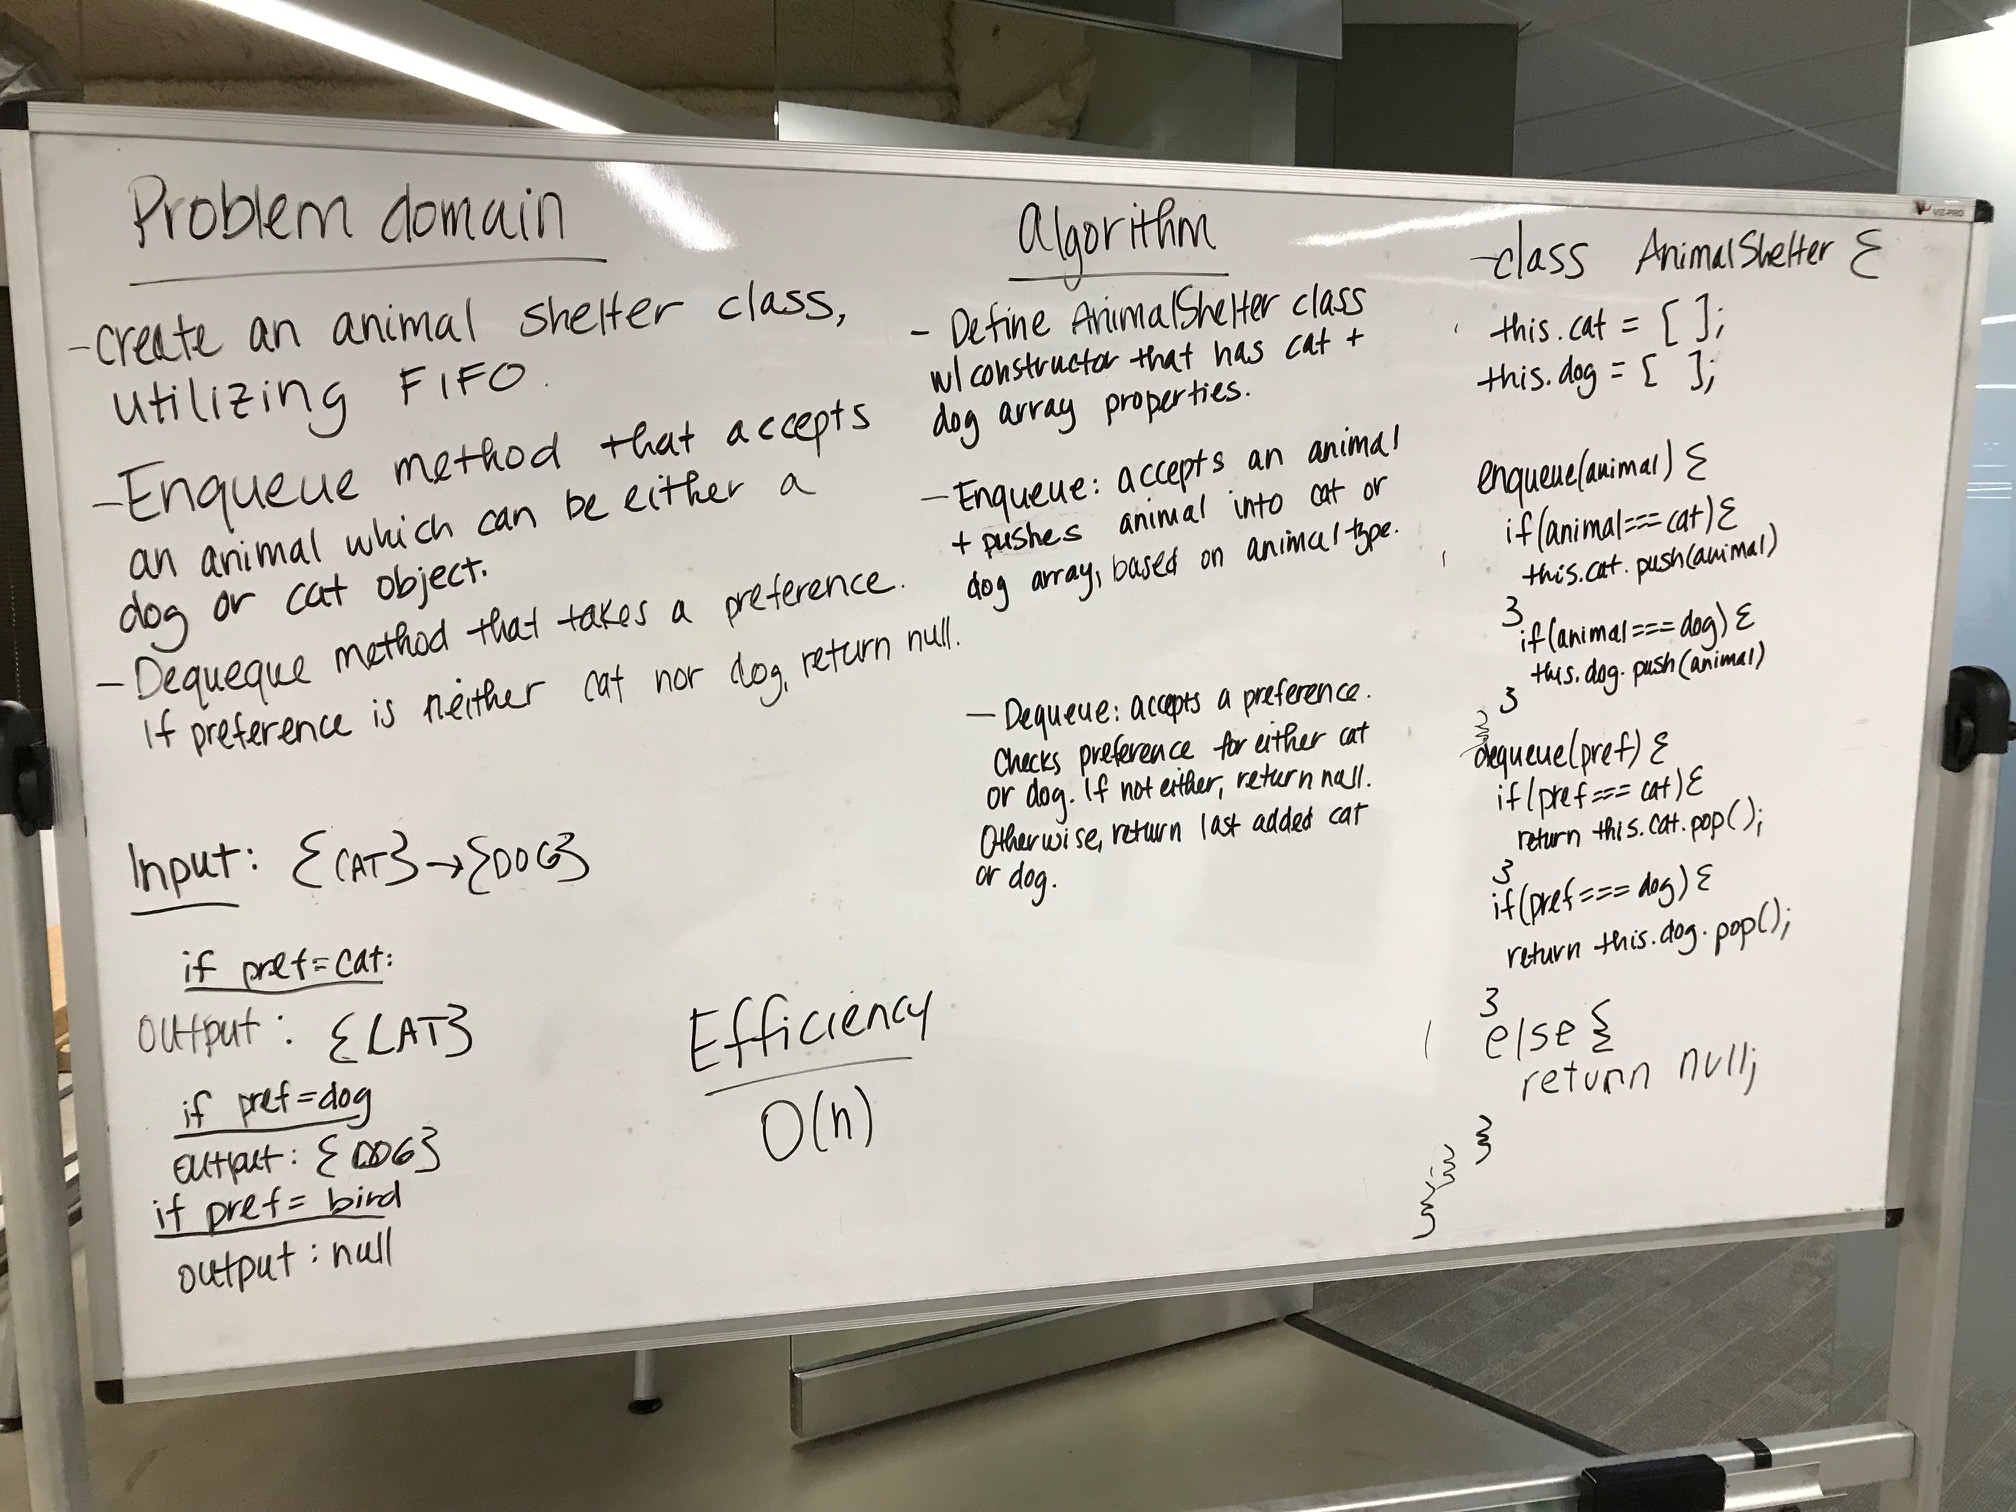 Problem domain
- create an animal shelter class,
utilizing FIFO.
- Enqueue method that accepts
an animal which can be either a
dog or cat object.
- Dequeque method that takes a preference.
If preference is neither cat nor dog, return null.
Input: {CAT} → {DOG}
if pref=cat:
output: {CAT}
if pref=dog
output: {DOG}
if pref= bird
output: null
Efficiency
O(n)
Algorithm
- Define AnimalShelter class
w/ constructor that has cat +
dog array properties.
- Enqueue: accepts an animal
+ pushes animal into cat or
dog array, based on animal type.
- Dequeue: accepts a preference.
Checks preference for either cat
or dog. If not either, return null.
Otherwise, return last added cat
or dog.
class AnimalShelter {
this.cat = [ ];
this.dog = [ ];
enqueue(animal) {
if(animal === cat) {
this.cat.push(animal)
}
if(animal === dog) {
this.dog.push(animal)
}
}
dequeue(pref) {
if(pref === cat) {
return this.cat.pop();
}
if(pref === dog) {
return this.dog.pop();
}
else {
return null;
}
}
}
VIZ-PRO